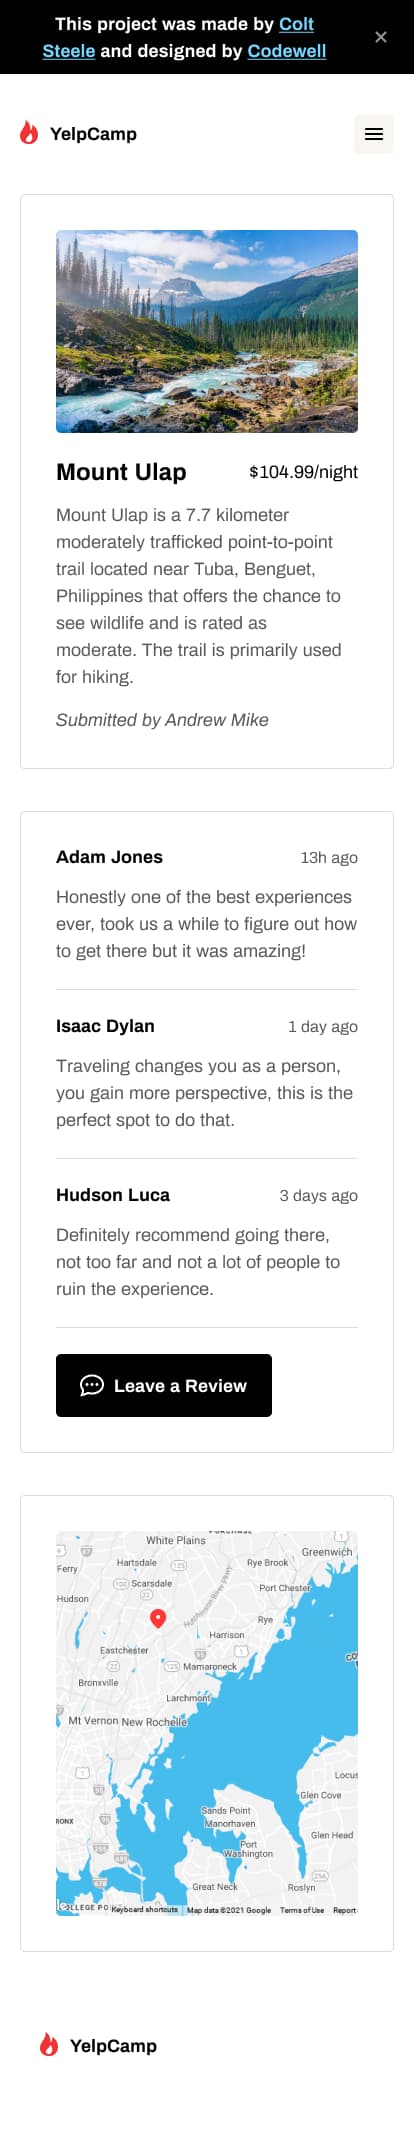 This project was made by Colt
Steele and designed by Codewell
YelpCamp
Mount Ulap
$104.99/night
Mount Ulap is a 7.7 kilometer
moderately trafficked point-to-point
trail located near Tuba, Benguet,
Philippines that offers the chance to
see wildlife and is rated as
moderate. The trail is primarily used
for hiking.
Submitted by Andrew Mike
Adam Jones
13h ago
Honestly one of the best experiences
ever, took us a while to figure out how
to get there but it was amazing!
Isaac Dylan
1 day ago
Traveling changes you as a person,
you gain more perspective, this is the
perfect spot to do that.
Hudson Luca
3 days ago
Definitely recommend going there,
not too far and not a lot of people to
ruin the experience.
Leave a Review
White Plains
Greenwich
Hartsdale
Rye Brook
Ferry
Scarsdale
Port Chester
Hudson
Hutchinson River Pkwy
Rye
Harrison
Eastchester
Mamaroneck
Bronxville
Larchmont
Mt Vernon
New Rochelle
Locus
Glen Cove
Sands Point
Manorhaven
RONX
Glen Head
Port
Washington
Great Neck
Roslyn
LLEGE PO
Keyboard shortcuts
Map data ©2021 Google
Terms of Use
Report
YelpCamp